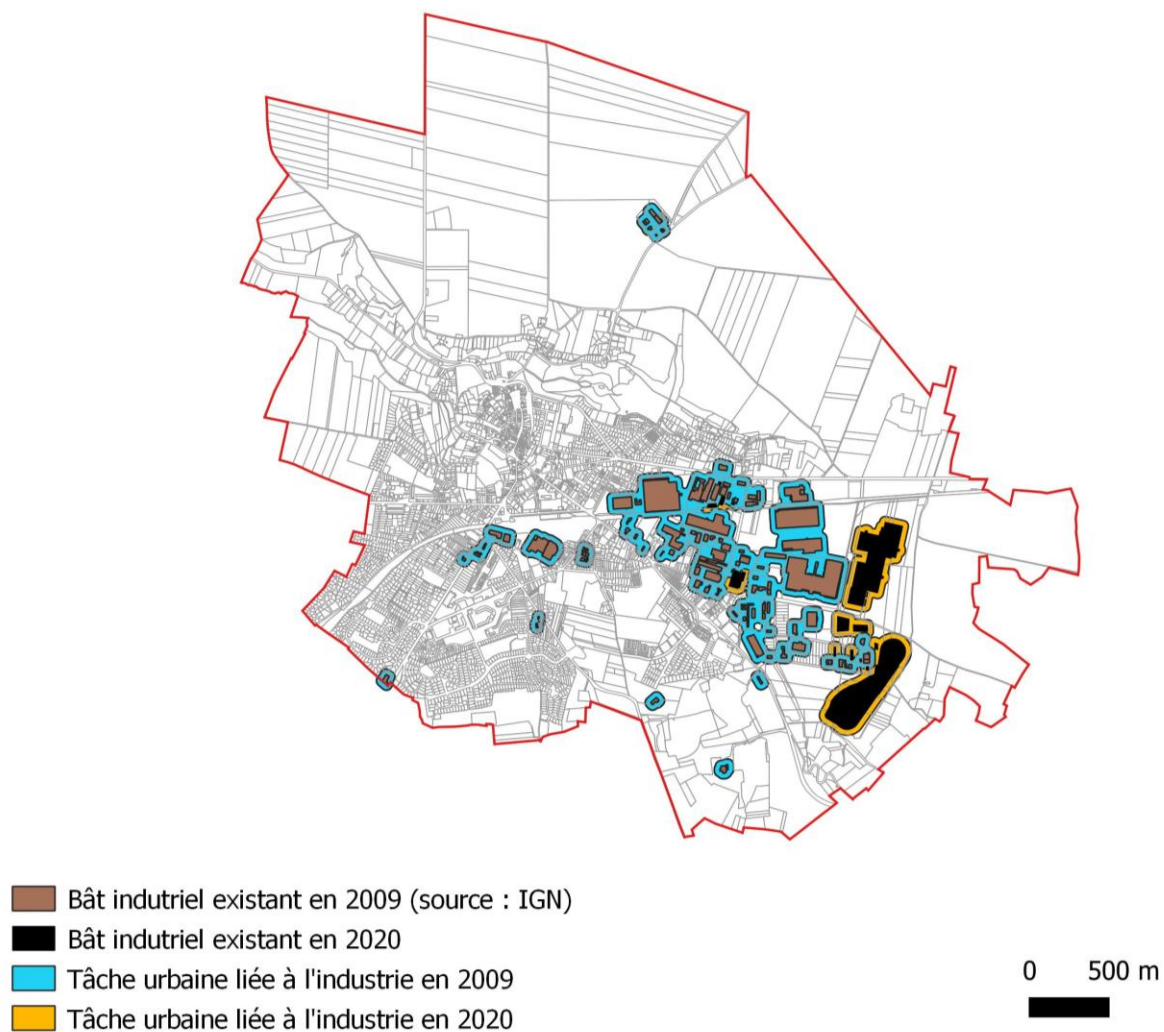 Bât indutriel existant en 2009 (source : IGN)
Bât indutriel existant en 2020
Tâche urbaine liée à l'industrie en 2009
Tâche urbaine liée à l'industrie en 2020
0 500 m